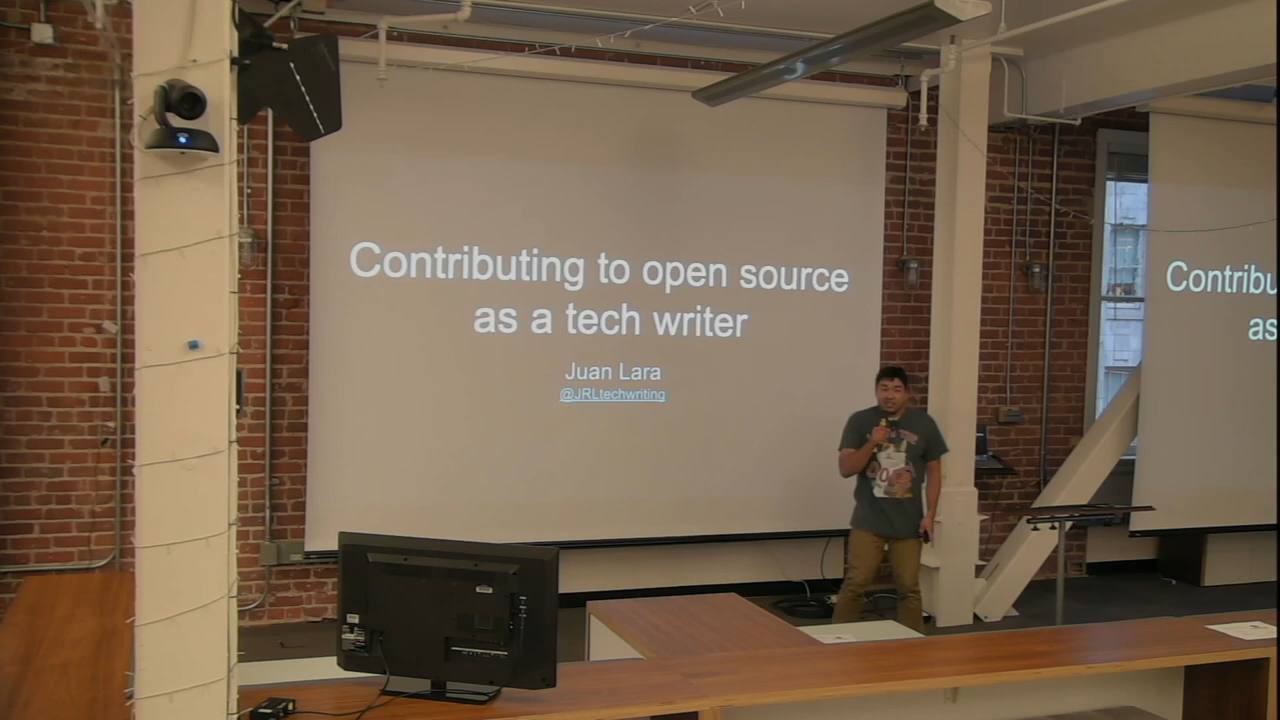 Contributing to open source
as a tech writer
Juan Lara
@JRLtechwriting
Contribu
as